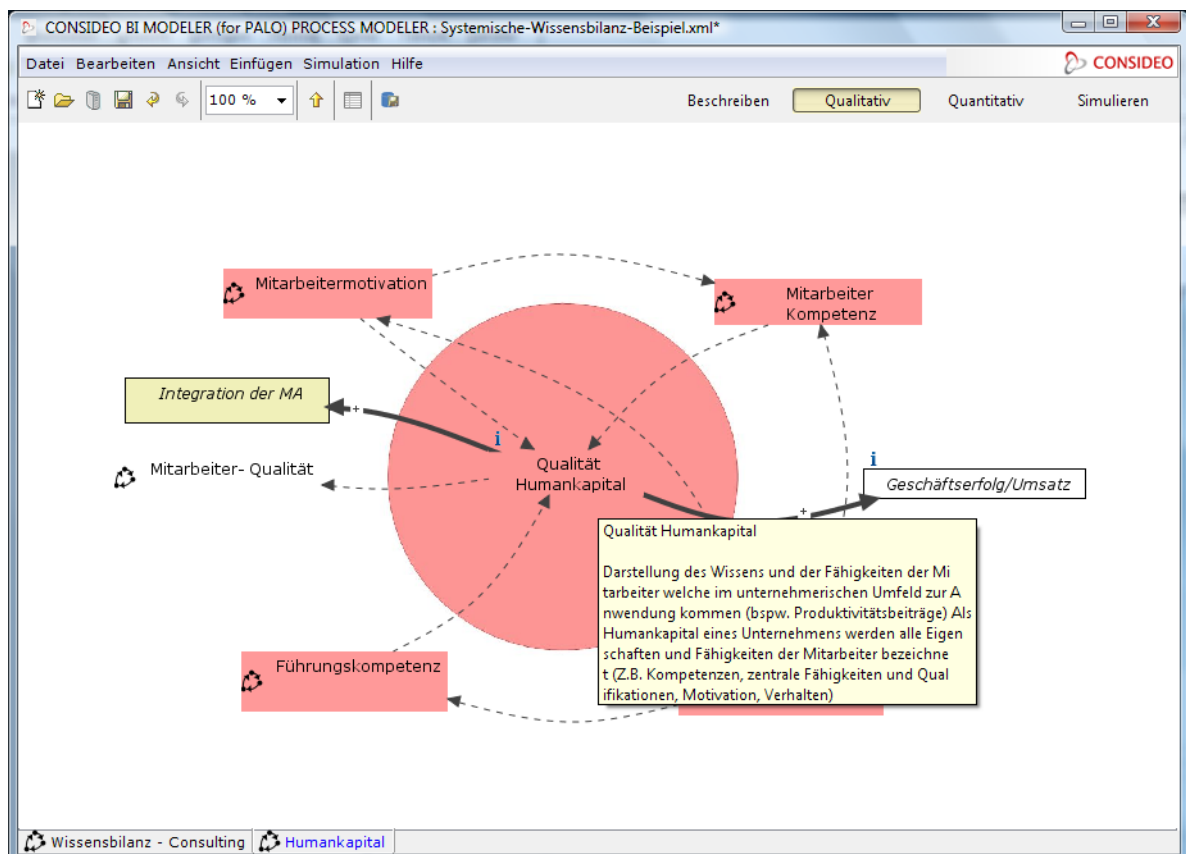 CONSIDEO BI MODELER (for PALO) PROCESS MODELER : Systemische-Wissensbilanz-Beispiel.xml*
Datei Bearbeiten Ansicht Einfügen Simulation Hilfe
CONSIDEO
100 %
Beschreiben Qualitativ Quantitativ Simulieren
Mitarbeitermotivation
Mitarbeiter
Kompetenz
Integration der MA
+
i
Mitarbeiter- Qualität
Qualität
Humankapital
i
Geschäftserfolg/Umsatz
+
Qualität Humankapital
Darstellung des Wissens und der Fähigkeiten der Mi
tarbeiter welche im unternehmerischen Umfeld zur A
nwendung kommen (bspw. Produktivitätsbeiträge) Als
Humankapital eines Unternehmens werden alle Eigen
schaften und Fähigkeiten der Mitarbeiter bezeichne
t (Z.B. Kompetenzen, zentrale Fähigkeiten und Qual
ifikationen, Motivation, Verhalten)
Führungskompetenz
Wissensbilanz - Consulting Humankapital